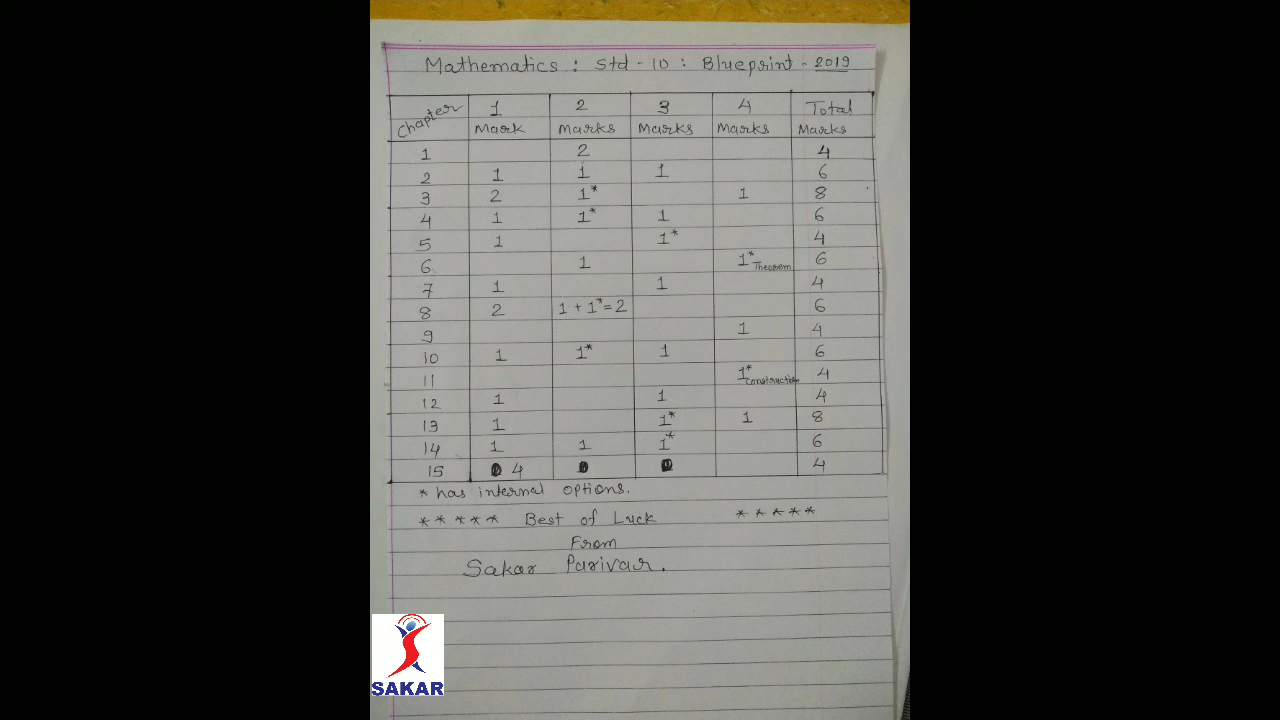 Mathematics : Std - 10 : Blueprint - 2019
Chapter 1 Mark 2 Marks 3 Marks 4 Marks Total Marks
1 2 4
2 1 1 1 6
3 2 1* 1 8
4 1 1* 1 6
5 1 1* 4
6 1 1* Theorem 6
7 1 1 4
8 2 1 + 1* = 2 6
9 1 4
10 1 1* 1 6
11 1* construction 4
12 1 1 4
13 1 1* 1 8
14 1 1 1* 6
15 4 4
* has internal options.
* * * * * Best of Luck * * * * *
From
Sakar Parivar.
SAKAR